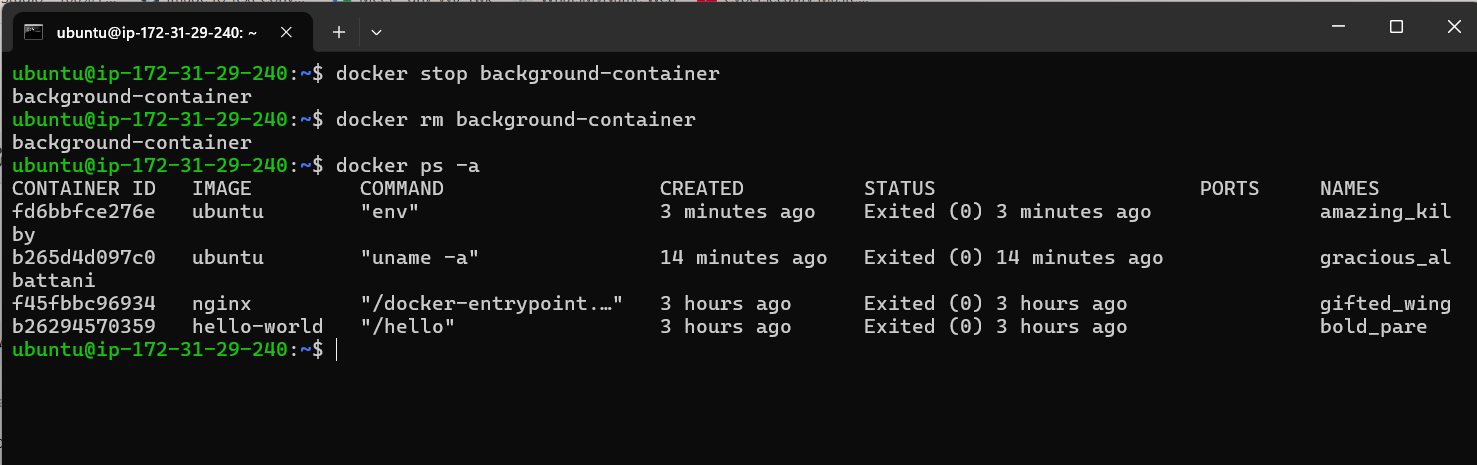 ubuntu@ip-172-31-29-240: ~
ubuntu@ip-172-31-29-240:~$ docker stop background-container
background-container
ubuntu@ip-172-31-29-240:~$ docker rm background-container
background-container
ubuntu@ip-172-31-29-240:~$ docker ps -a
CONTAINER ID   IMAGE         COMMAND                  CREATED          STATUS                      PORTS     NAMES
fd6bbfce276e   ubuntu        "env"                    3 minutes ago    Exited (0) 3 minutes ago              amazing_kil
by
b265d4d097c0   ubuntu        "uname -a"               14 minutes ago   Exited (0) 14 minutes ago             gracious_al
battani
f45fbbc96934   nginx         "/docker-entrypoint.…"   3 hours ago      Exited (0) 3 hours ago                gifted_wing
b26294570359   hello-world   "/hello"                 3 hours ago      Exited (0) 3 hours ago                bold_pare
ubuntu@ip-172-31-29-240:~$